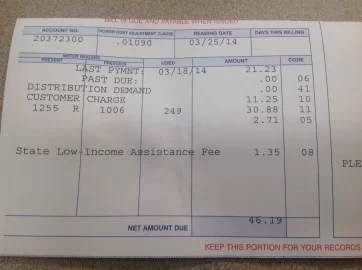 BILL IS DUE AND PAYABLE WHEN ISSUED
ACCOUNT NO. POWER COST ADJUSTMENT CLAUSE READING DATE DAYS THIS BILLING
20372300 .01090 03/25/14
METER READING
PRESENT PREVIOUS USED AMOUNT CODE
LAST PYMNT: 03/18/14 21.23
PAST DUE: .00 06
DISTRIBUTION DEMAND .00 41
CUSTOMER CHARGE 11.25 10
1255 R 1006 249 30.88 11
2.71 05
State Low-Income Assistance Fee 1.35 08
PLE
46.19
NET AMOUNT DUE
KEEP THIS PORTION FOR YOUR RECORDS